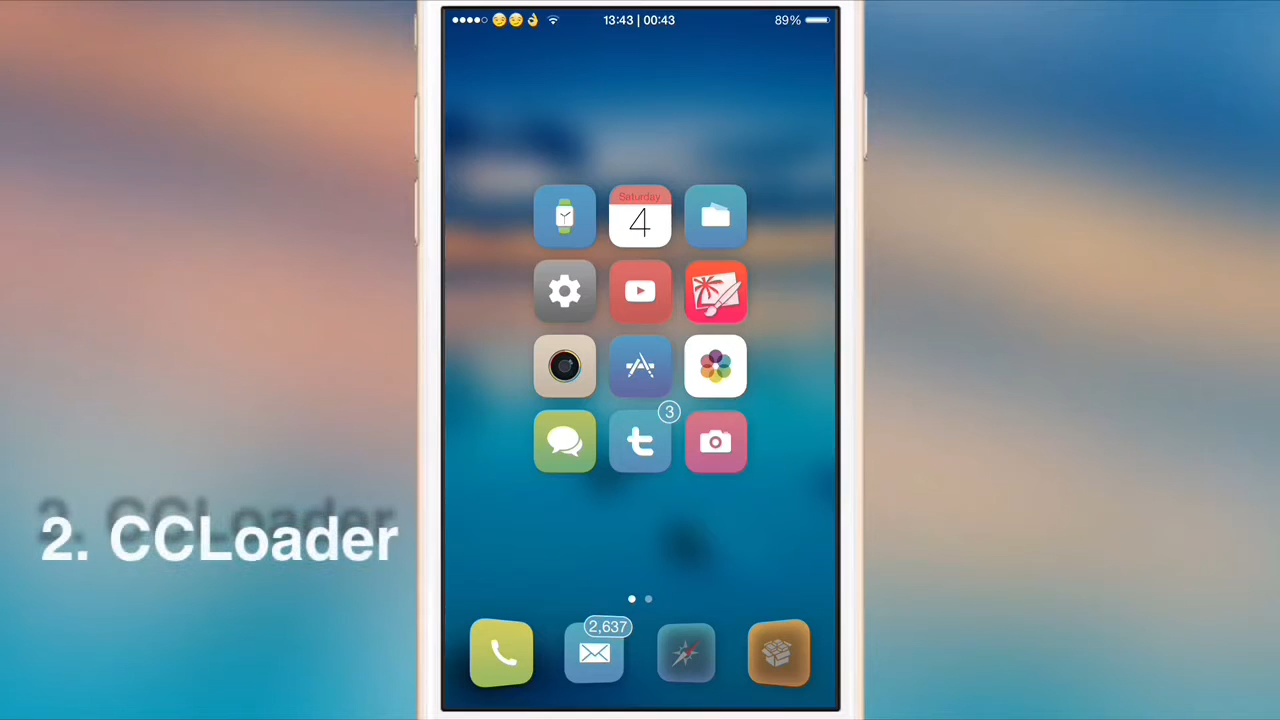 😏😏👌 13:43 | 00:43 89%
Saturday
4
3
2. CCLoader
2,637